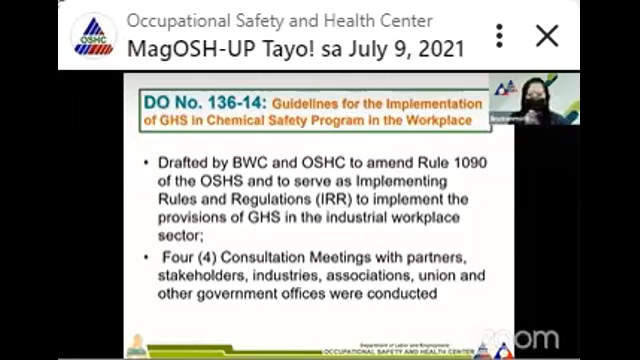 Occupational Safety and Health Center
MagOSH-UP Tayo! sa July 9, 2021
OSHC
DO No. 136-14: Guidelines for the Implementation
of GHS in Chemical Safety Program in the Workplace
• Drafted by BWC and OSHC to amend Rule 1090
of the OSHS and to serve as Implementing
Rules and Regulations (IRR) to implement the
provisions of GHS in the industrial workplace
sector;
• Four (4) Consultation Meetings with partners,
stakeholders, industries, associations, union and
other government offices were conducted
Department of Labor and Employment
OCCUPATIONAL SAFETY AND HEALTH CENTER
zoom